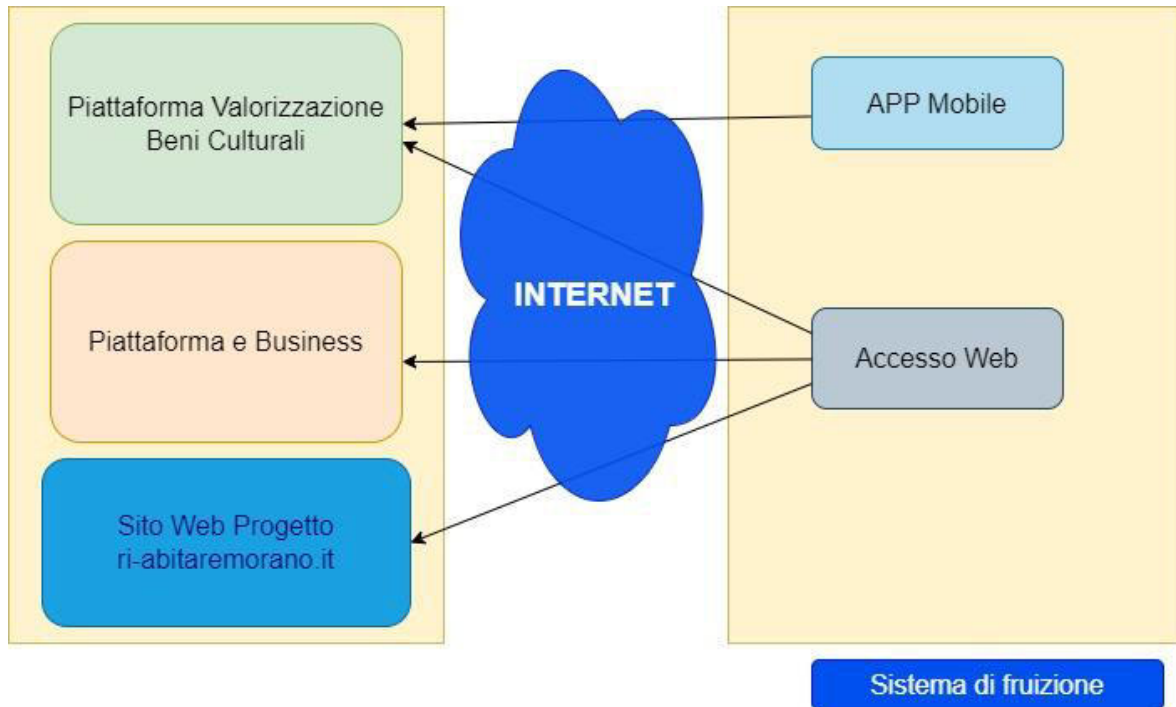 Piattaforma Valorizzazione
Beni Culturali
Piattaforma e Business
Sito Web Progetto
ri-abitaremorano.it
INTERNET
APP Mobile
Accesso Web
Sistema di fruizione